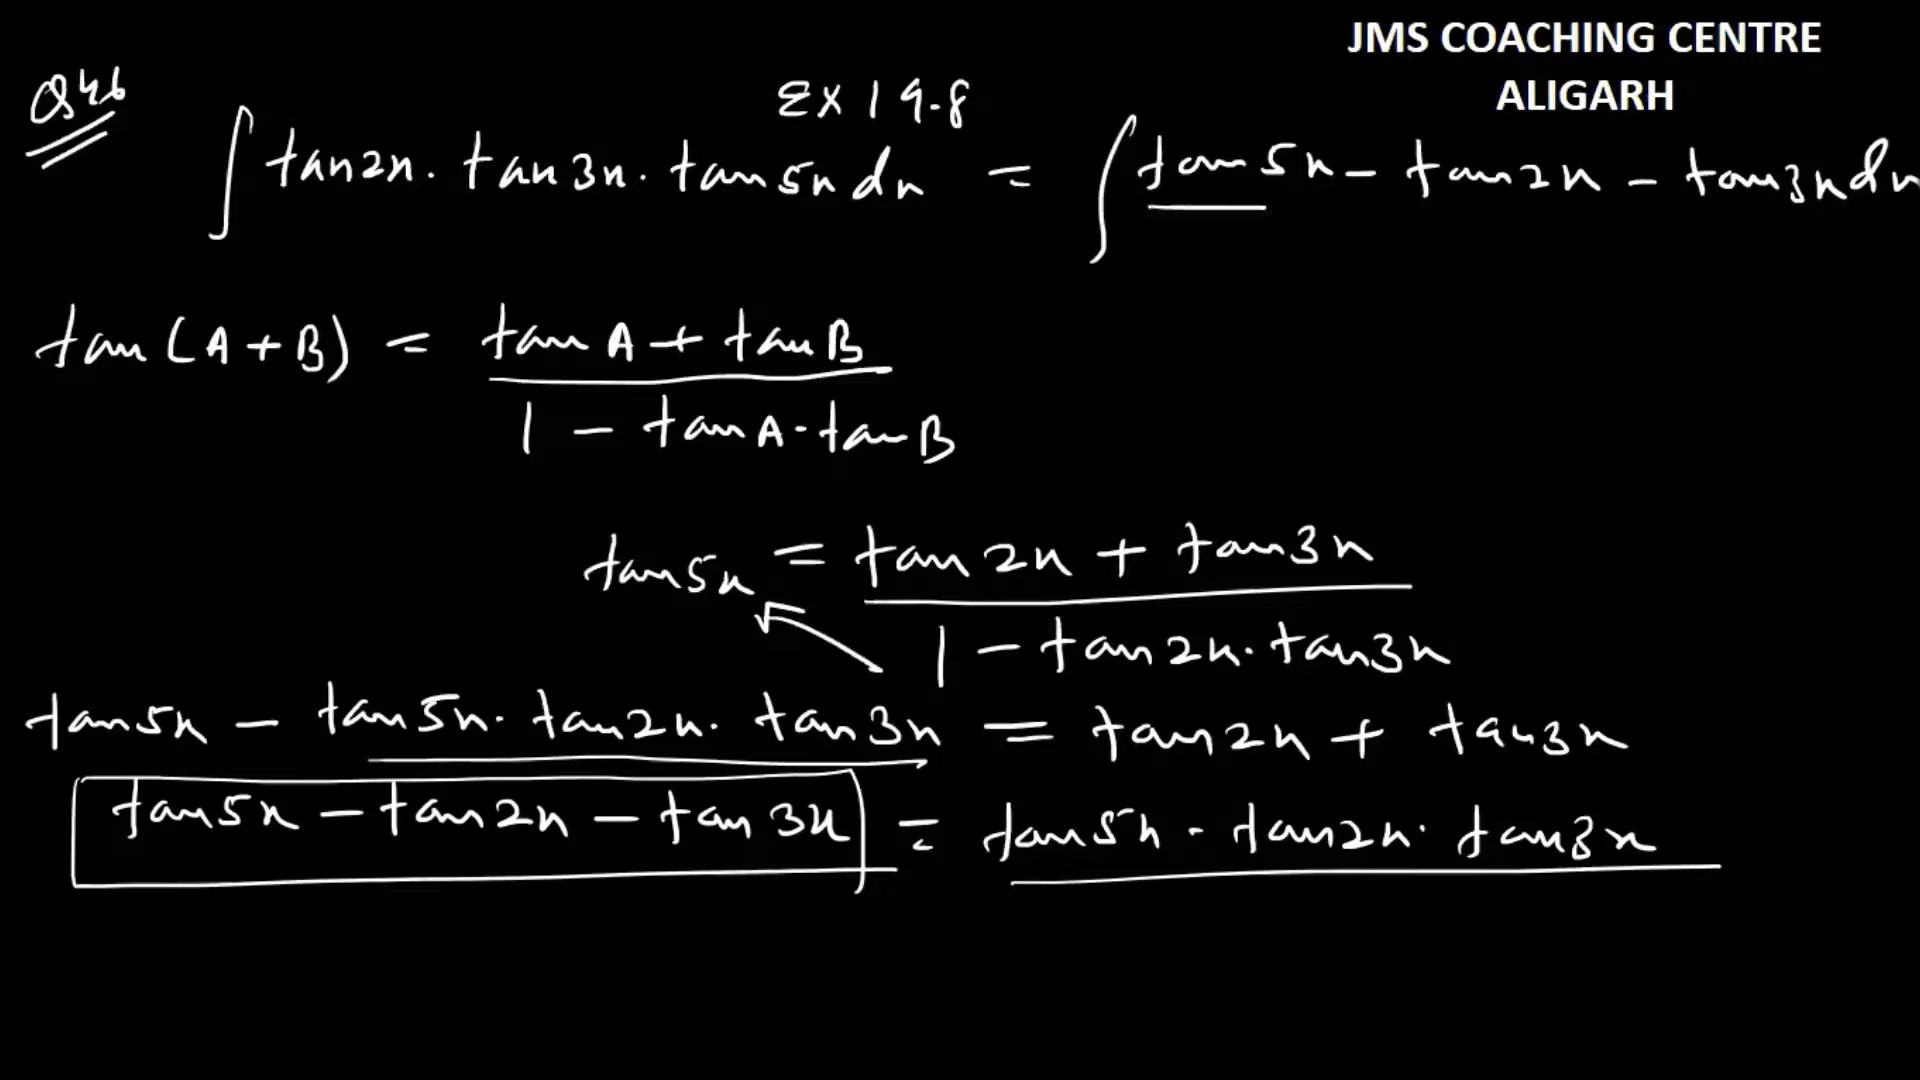 JMS COACHING CENTRE
ALIGARH
Q46
EX 19.8
∫ tan2x · tan3x · tan5x dx = ∫ tan5x − tan2x − tan3x dx
tan(A+B) = tanA + tanB
1 − tanA · tanB
tan5x = tan2x + tan3x
1 − tan2x · tan3x
tan5x − tan5x · tan2x · tan3x = tan2x + tan3x
tan5x − tan2x − tan3x = tan5x · tan2x · tan3x